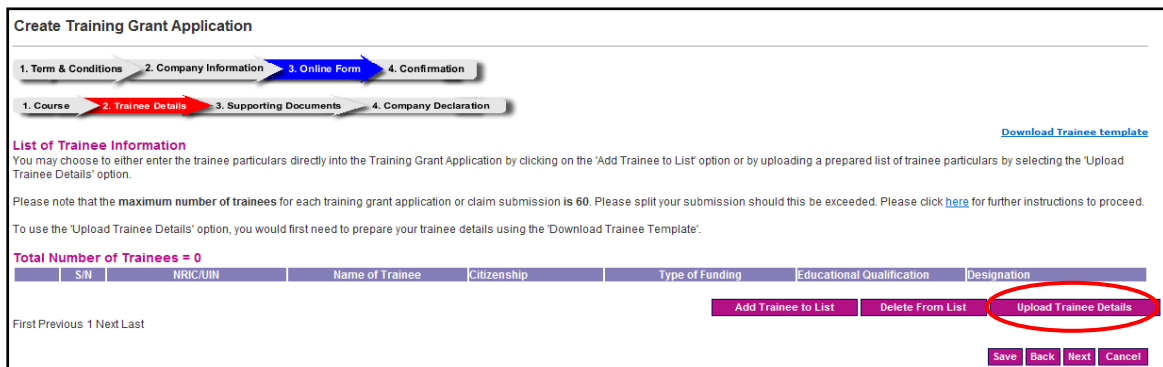 Create Training Grant Application
1. Term & Conditions 2. Company Information 3. Online Form 4. Confirmation
1. Course 2. Trainee Details 3. Supporting Documents 4. Company Declaration
Download Trainee template
List of Trainee Information
You may choose to either enter the trainee particulars directly into the Training Grant Application by clicking on the 'Add Trainee to List' option or by uploading a prepared list of trainee particulars by selecting the 'Upload
Trainee Details' option.
Please note that the maximum number of trainees for each training grant application or claim submission is 60. Please split your submission should this be exceeded. Please click here for further instructions to proceed.
To use the 'Upload Trainee Details' option, you would first need to prepare your trainee details using the 'Download Trainee Template'.
Total Number of Trainees = 0
S/N NRIC/UIN Name of Trainee Citizenship Type of Funding Educational Qualification Designation
Add Trainee to List Delete From List Upload Trainee Details
First Previous 1 Next Last
Save Back Next Cancel